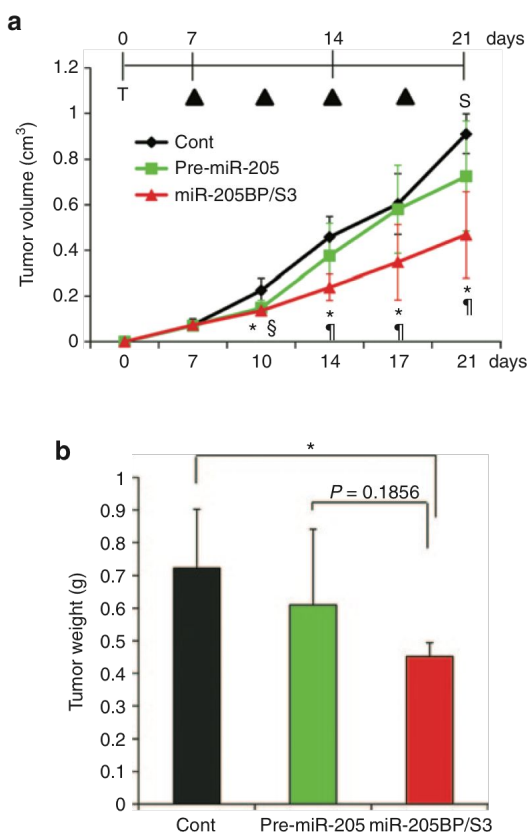 a
0 7 14 21 days
1.2
T
S
1
Cont
Pre-miR-205
miR-205BP/S3
0.8
0.6
0.4
0.2
0
Tumor volume (cm³)
* §
* ¶
* ¶
* ¶
0 7 10 14 17 21 days
b
*
P = 0.1856
1
0.9
0.8
0.7
0.6
0.5
0.4
0.3
0.2
0.1
0
Tumor weight (g)
Cont Pre-miR-205 miR-205BP/S3